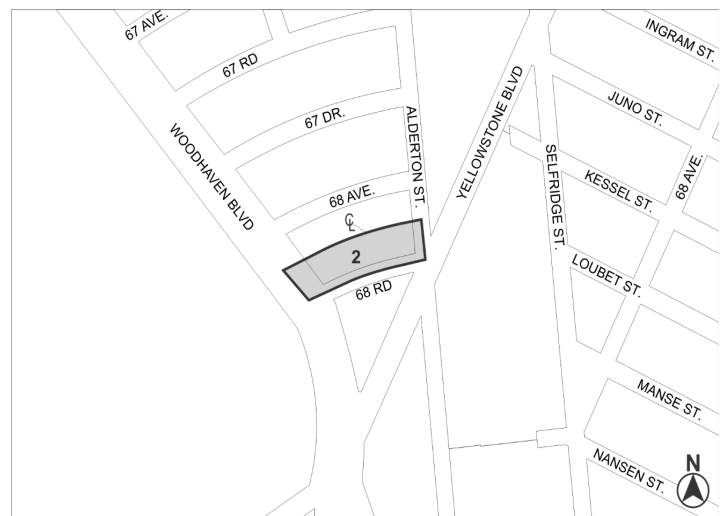 67 AVE.
67 RD
67 DR.
68 AVE.
℄
2
68 RD
WOODHAVEN BLVD
ALDERTON ST.
YELLOWSTONE BLVD
SELFRIDGE ST.
INGRAM ST.
JUNO ST.
KESSEL ST.
68 AVE.
LOUBET ST.
MANSE ST.
NANSEN ST.
N